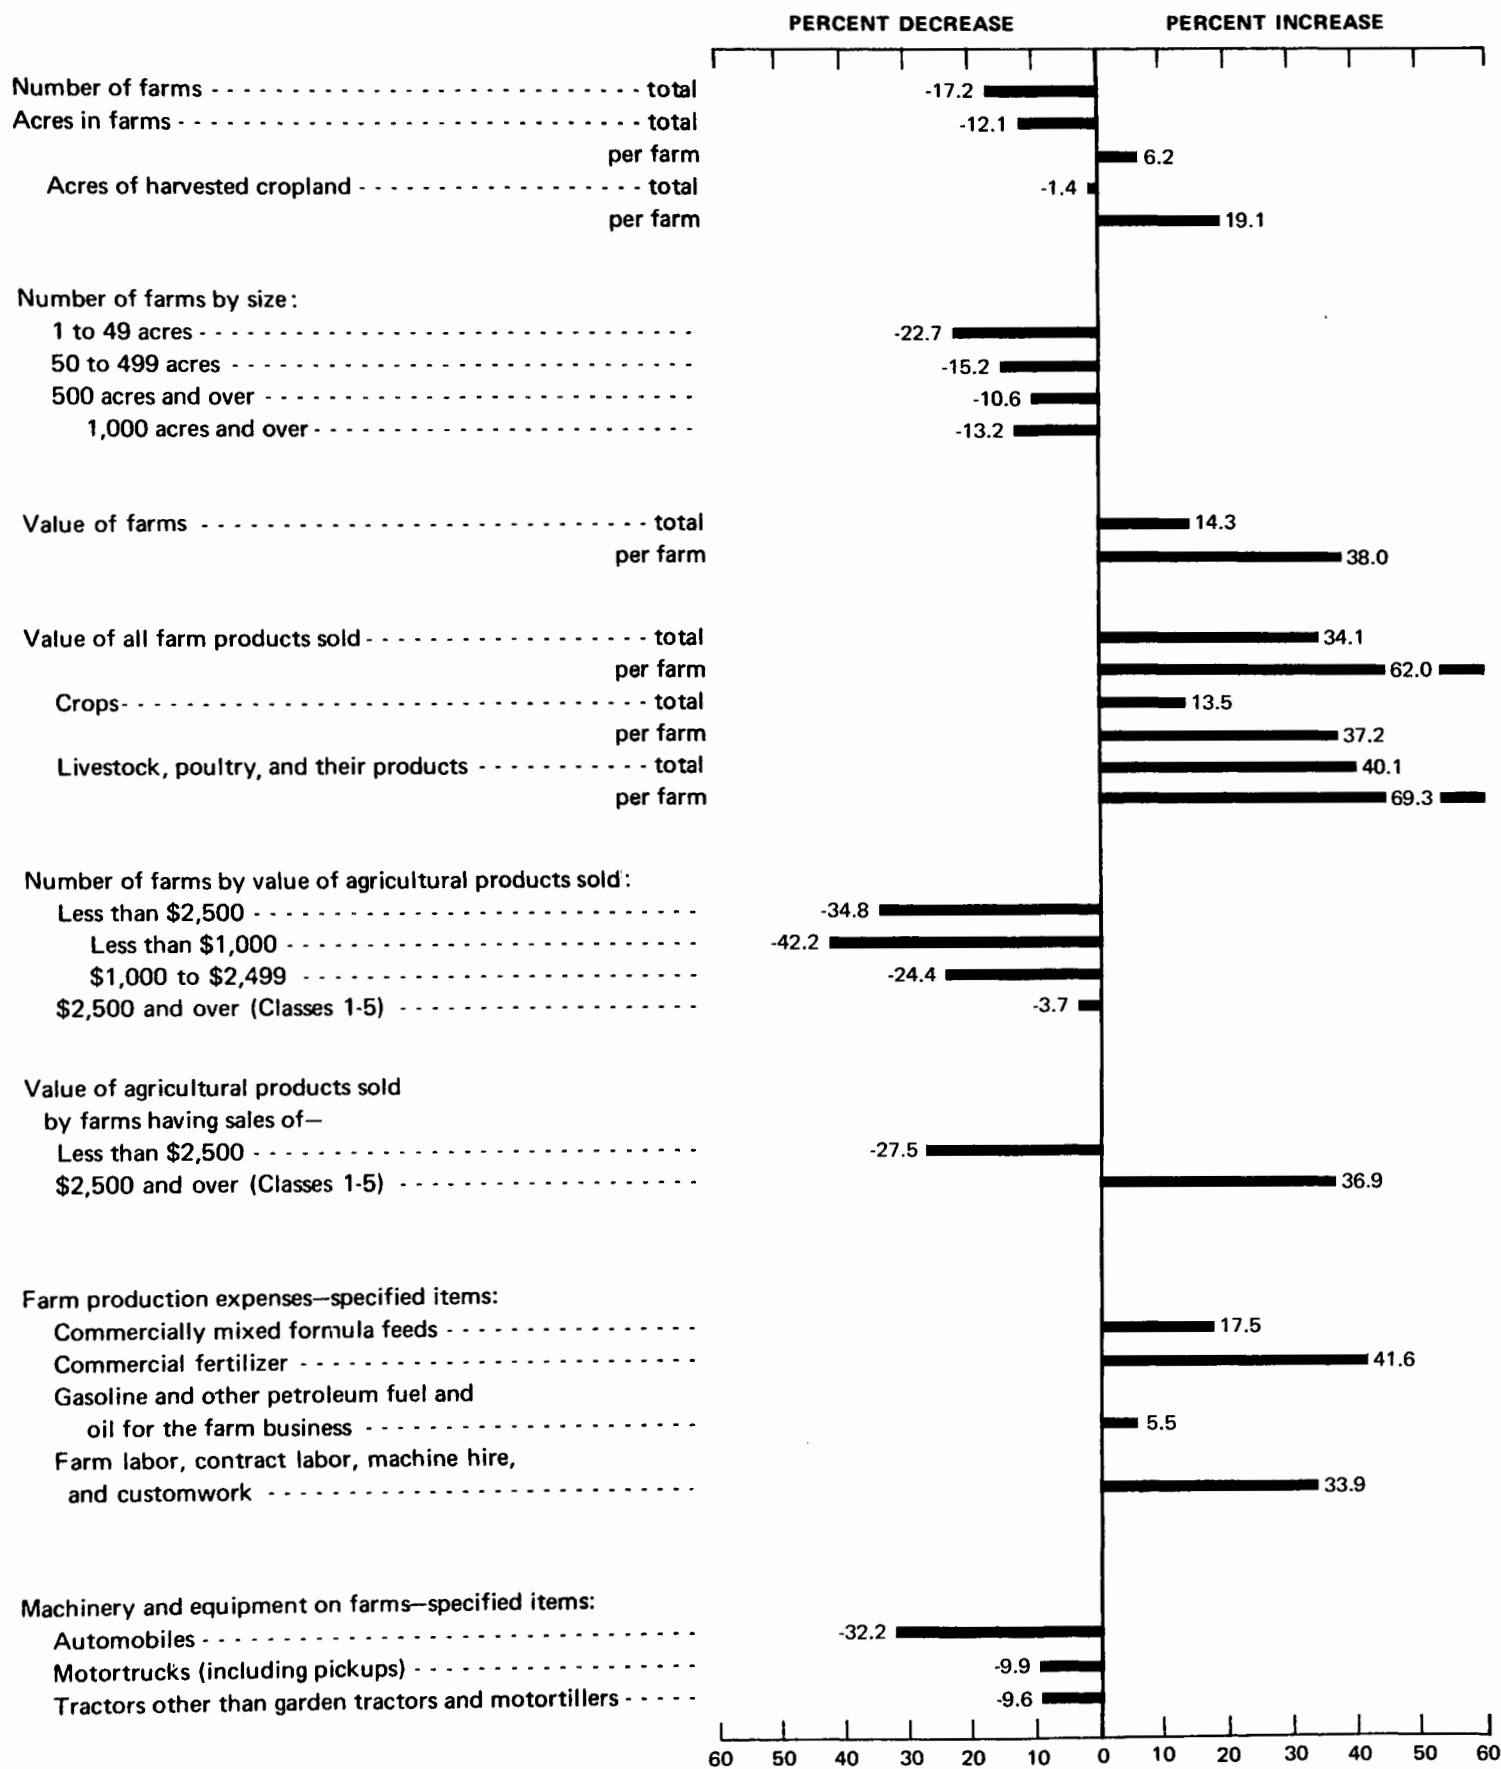 PERCENT DECREASE PERCENT INCREASE
Number of farms - - - - - - - - - - - - - - - - - - - - - - - - - - - total -17.2
Acres in farms - - - - - - - - - - - - - - - - - - - - - - - - - - - - - total -12.1
per farm 6.2
Acres of harvested cropland - - - - - - - - - - - - - - - - - - total -1.4
per farm 19.1
Number of farms by size:
1 to 49 acres - - - - - - - - - - - - - - - - - - - - - - - - - - - - - - - -22.7
50 to 499 acres - - - - - - - - - - - - - - - - - - - - - - - - - - - - - -15.2
500 acres and over - - - - - - - - - - - - - - - - - - - - - - - - - - - -10.6
1,000 acres and over - - - - - - - - - - - - - - - - - - - - - - - - -13.2
Value of farms - - - - - - - - - - - - - - - - - - - - - - - - - - - - total 14.3
per farm 38.0
Value of all farm products sold - - - - - - - - - - - - - - - - - - total 34.1
per farm 62.0
Crops - - - - - - - - - - - - - - - - - - - - - - - - - - - - - - - - - total 13.5
per farm 37.2
Livestock, poultry, and their products - - - - - - - - - - - total 40.1
per farm 69.3
Number of farms by value of agricultural products sold:
Less than $2,500 - - - - - - - - - - - - - - - - - - - - - - - - - - - - -34.8
Less than $1,000 - - - - - - - - - - - - - - - - - - - - - - - - - - -42.2
$1,000 to $2,499 - - - - - - - - - - - - - - - - - - - - - - - - - -24.4
$2,500 and over (Classes 1-5) - - - - - - - - - - - - - - - - - - - -3.7
Value of agricultural products sold
by farms having sales of—
Less than $2,500 - - - - - - - - - - - - - - - - - - - - - - - - - - - - -27.5
$2,500 and over (Classes 1-5) - - - - - - - - - - - - - - - - - - - 36.9
Farm production expenses—specified items:
Commercially mixed formula feeds - - - - - - - - - - - - - - - - 17.5
Commercial fertilizer - - - - - - - - - - - - - - - - - - - - - - - - - 41.6
Gasoline and other petroleum fuel and
oil for the farm business - - - - - - - - - - - - - - - - - - - - - 5.5
Farm labor, contract labor, machine hire,
and customwork - - - - - - - - - - - - - - - - - - - - - - - - - - - 33.9
Machinery and equipment on farms—specified items:
Automobiles - - - - - - - - - - - - - - - - - - - - - - - - - - - - - - - -32.2
Motortrucks (including pickups) - - - - - - - - - - - - - - - - - - -9.9
Tractors other than garden tractors and motortillers - - - - - -9.6
60 50 40 30 20 10 0 10 20 30 40 50 60